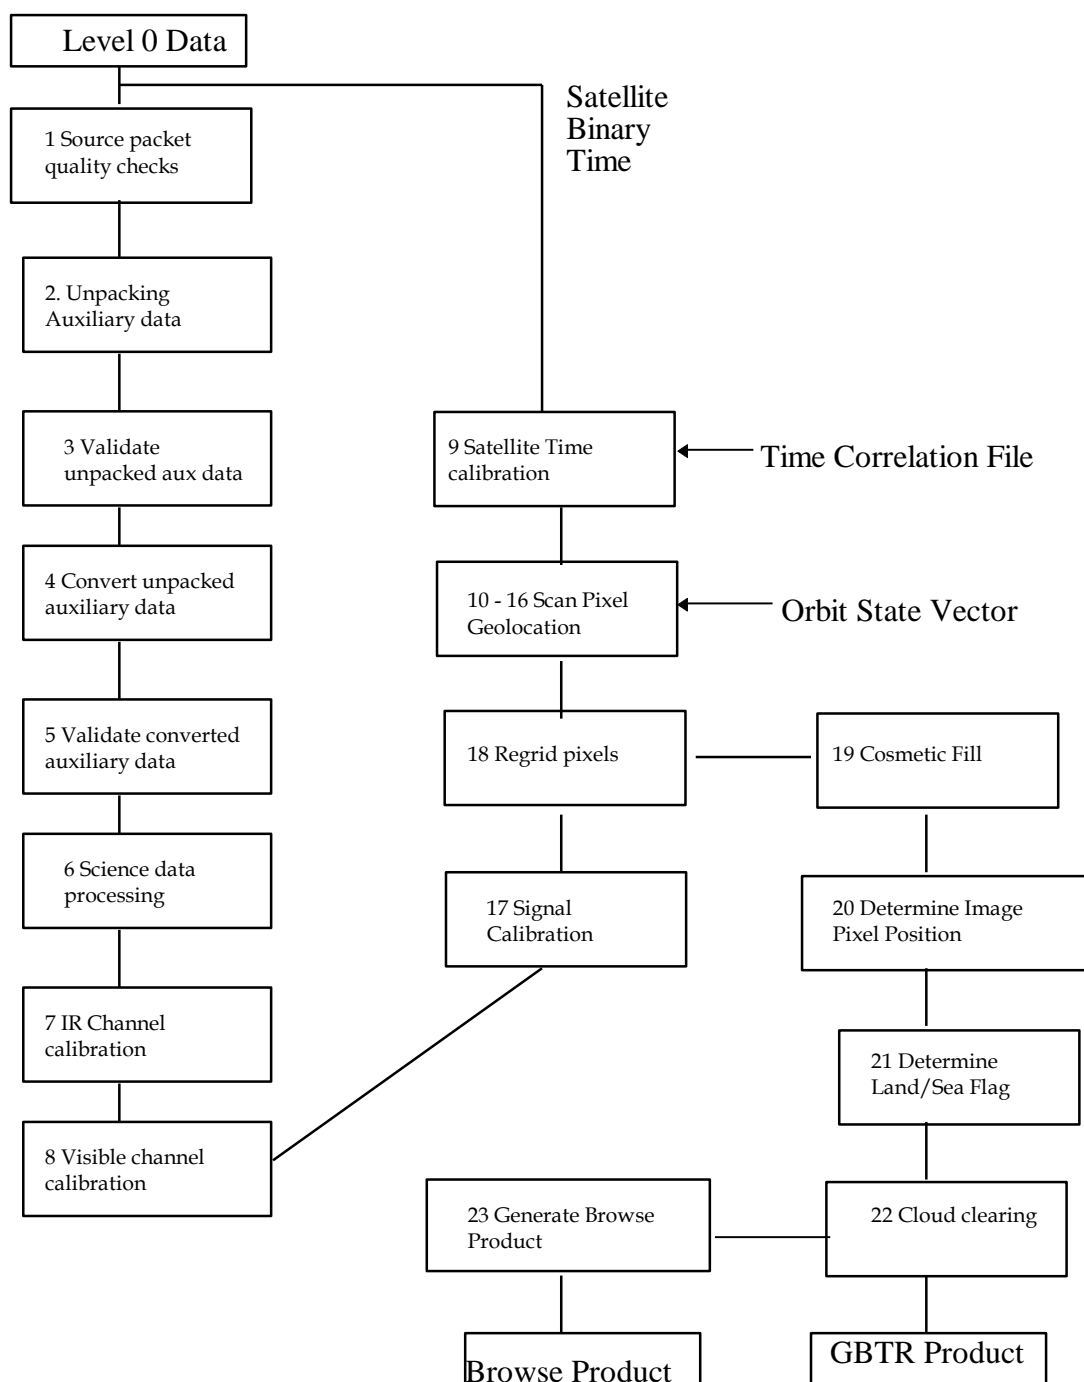 Level 0 Data
Satellite
Binary
Time
1 Source packet
quality checks
2. Unpacking
Auxiliary data
3 Validate
unpacked aux data
4 Convert unpacked
auxiliary data
5 Validate converted
auxiliary data
6 Science data
processing
7 IR Channel
calibration
8 Visible channel
calibration
9 Satellite Time
calibration
Time Correlation File
10 - 16 Scan Pixel
Geolocation
Orbit State Vector
18 Regrid pixels
19 Cosmetic Fill
17 Signal
Calibration
20 Determine Image
Pixel Position
21 Determine
Land/Sea Flag
22 Cloud clearing
23 Generate Browse
Product
Browse Product
GBTR Product